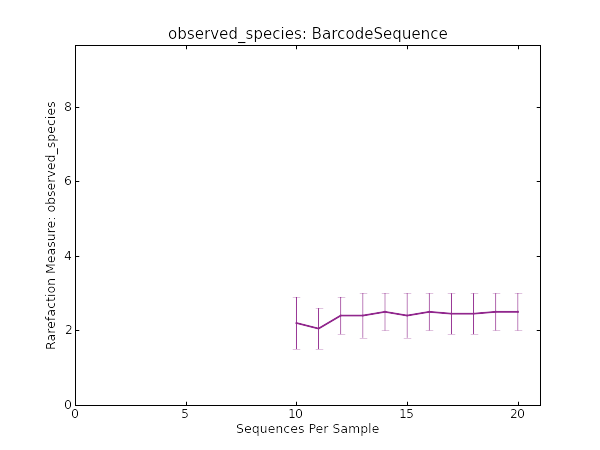 observed_species: BarcodeSequence
Rarefaction Measure: observed_species
8
6
4
2
0
0 5 10 15 20
Sequences Per Sample